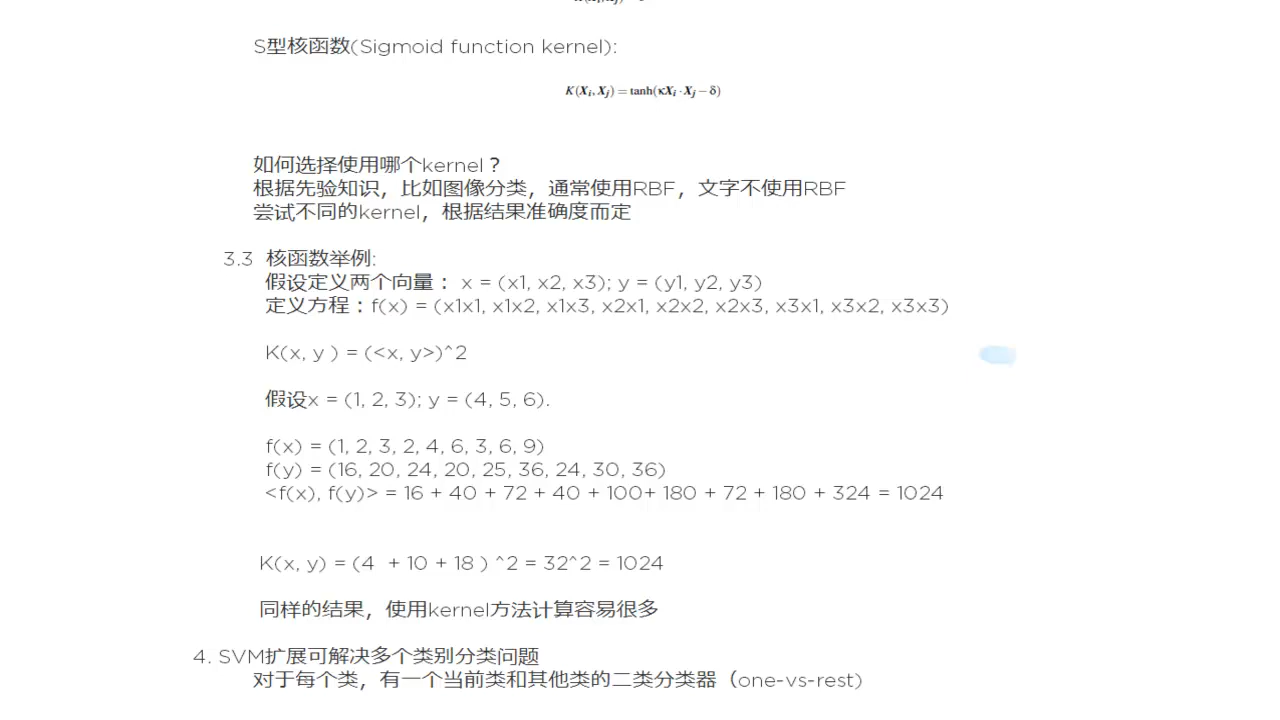 S型核函数(Sigmoid function kernel):
K(Xi, Xj) = tanh(κXi · Xj − δ)
如何选择使用哪个kernel？
根据先验知识，比如图像分类，通常使用RBF，文字不使用RBF
尝试不同的kernel，根据结果准确度而定
3.3 核函数举例:
假设定义两个向量： x = (x1, x2, x3); y = (y1, y2, y3)
定义方程：f(x) = (x1x1, x1x2, x1x3, x2x1, x2x2, x2x3, x3x1, x3x2, x3x3)
K(x, y ) = (<x, y>)^2
假设x = (1, 2, 3); y = (4, 5, 6).
f(x) = (1, 2, 3, 2, 4, 6, 3, 6, 9)
f(y) = (16, 20, 24, 20, 25, 36, 24, 30, 36)
<f(x), f(y)> = 16 + 40 + 72 + 40 + 100+ 180 + 72 + 180 + 324 = 1024
K(x, y) = (4 + 10 + 18 ) ^2 = 32^2 = 1024
同样的结果，使用kernel方法计算容易很多
4. SVM扩展可解决多个类别分类问题
对于每个类，有一个当前类和其他类的二类分类器（one-vs-rest)